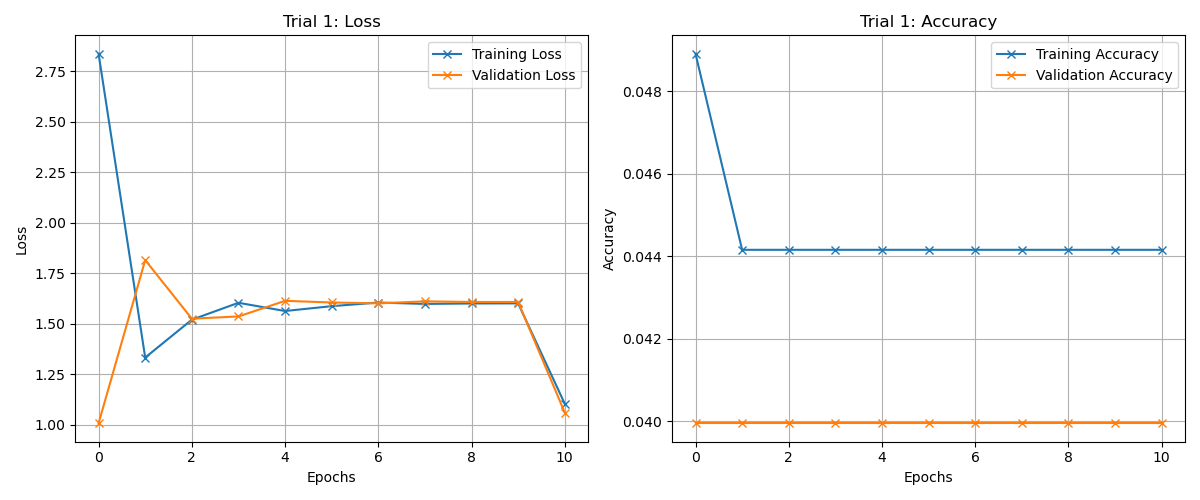 Trial 1: Loss
Training Loss
Validation Loss
2.75
2.50
2.25
2.00
1.75
1.50
1.25
1.00
Loss
0 2 4 6 8 10
Epochs
Trial 1: Accuracy
Training Accuracy
Validation Accuracy
0.048
0.046
0.044
0.042
0.040
Accuracy
0 2 4 6 8 10
Epochs